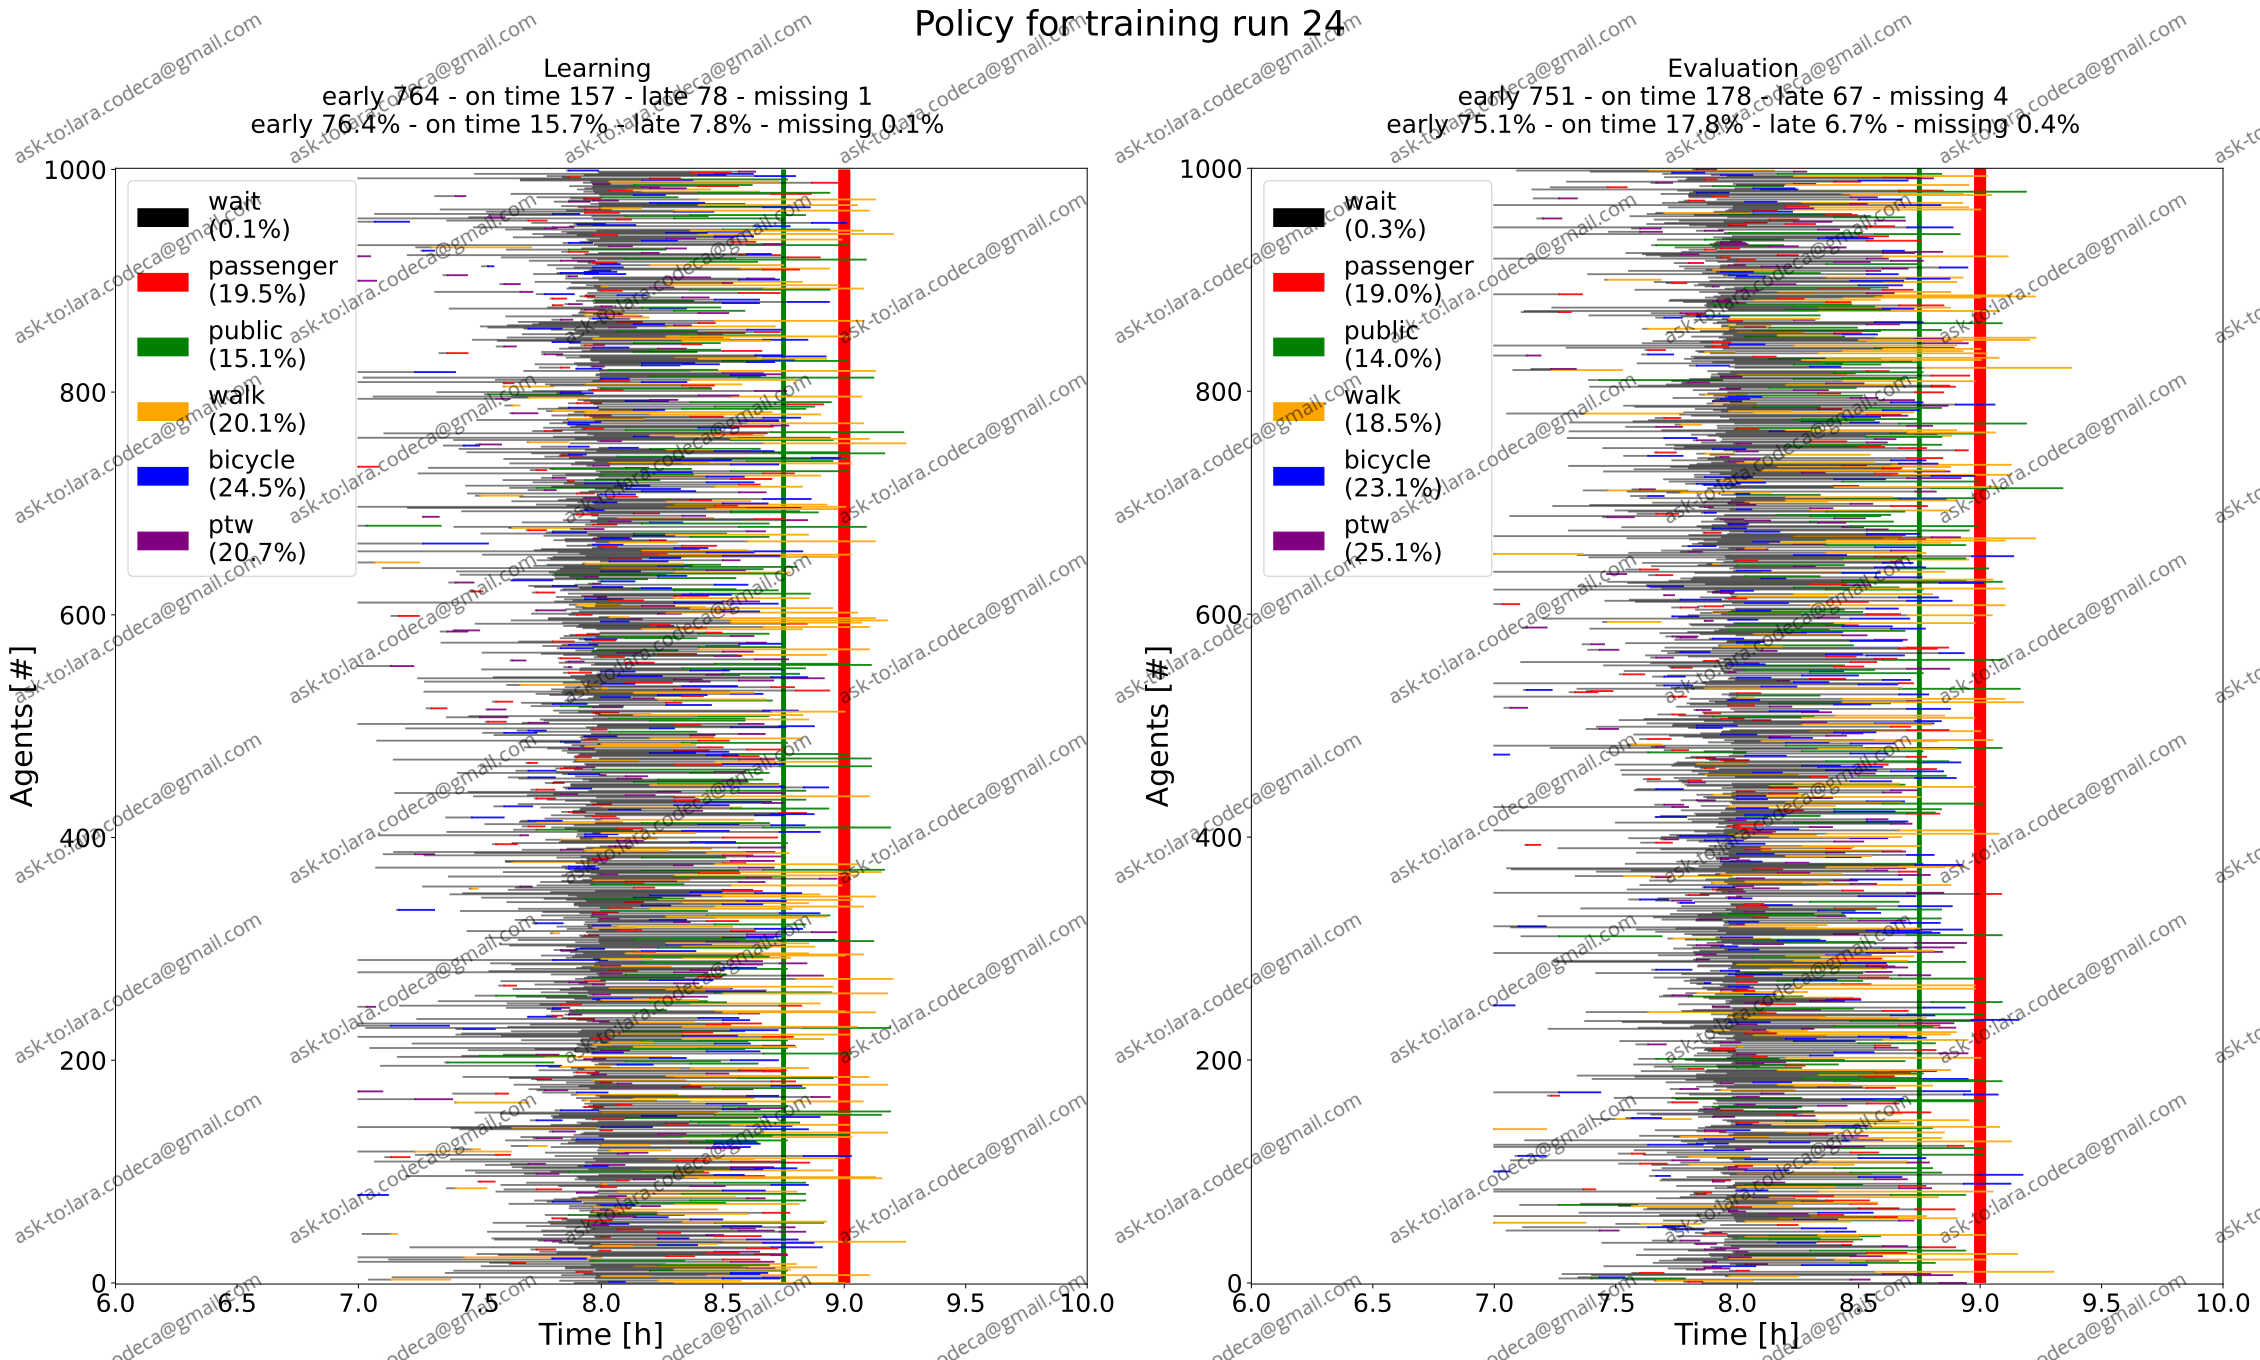 Policy for training run 24
Learning
early 764 - on time 157 - late 78 - missing 1
early 76.4% - on time 15.7% - late 7.8% - missing 0.1%
1000
800
600
400
200
0
Agents [#]
wait
(0.1%)
passenger
(19.5%)
public
(15.1%)
walk
(20.1%)
bicycle
(24.5%)
ptw
(20.7%)
6.0 6.5 7.0 7.5 8.0 8.5 9.0 9.5 10.0
Time [h]
Evaluation
early 751 - on time 178 - late 67 - missing 4
early 75.1% - on time 17.8% - late 6.7% - missing 0.4%
1000
800
600
400
200
0
Agents [#]
wait
(0.3%)
passenger
(19.0%)
public
(14.0%)
walk
(18.5%)
bicycle
(23.1%)
ptw
(25.1%)
6.0 6.5 7.0 7.5 8.0 8.5 9.0 9.5 10.0
Time [h]
ask-to:lara.codeca@gmail.com